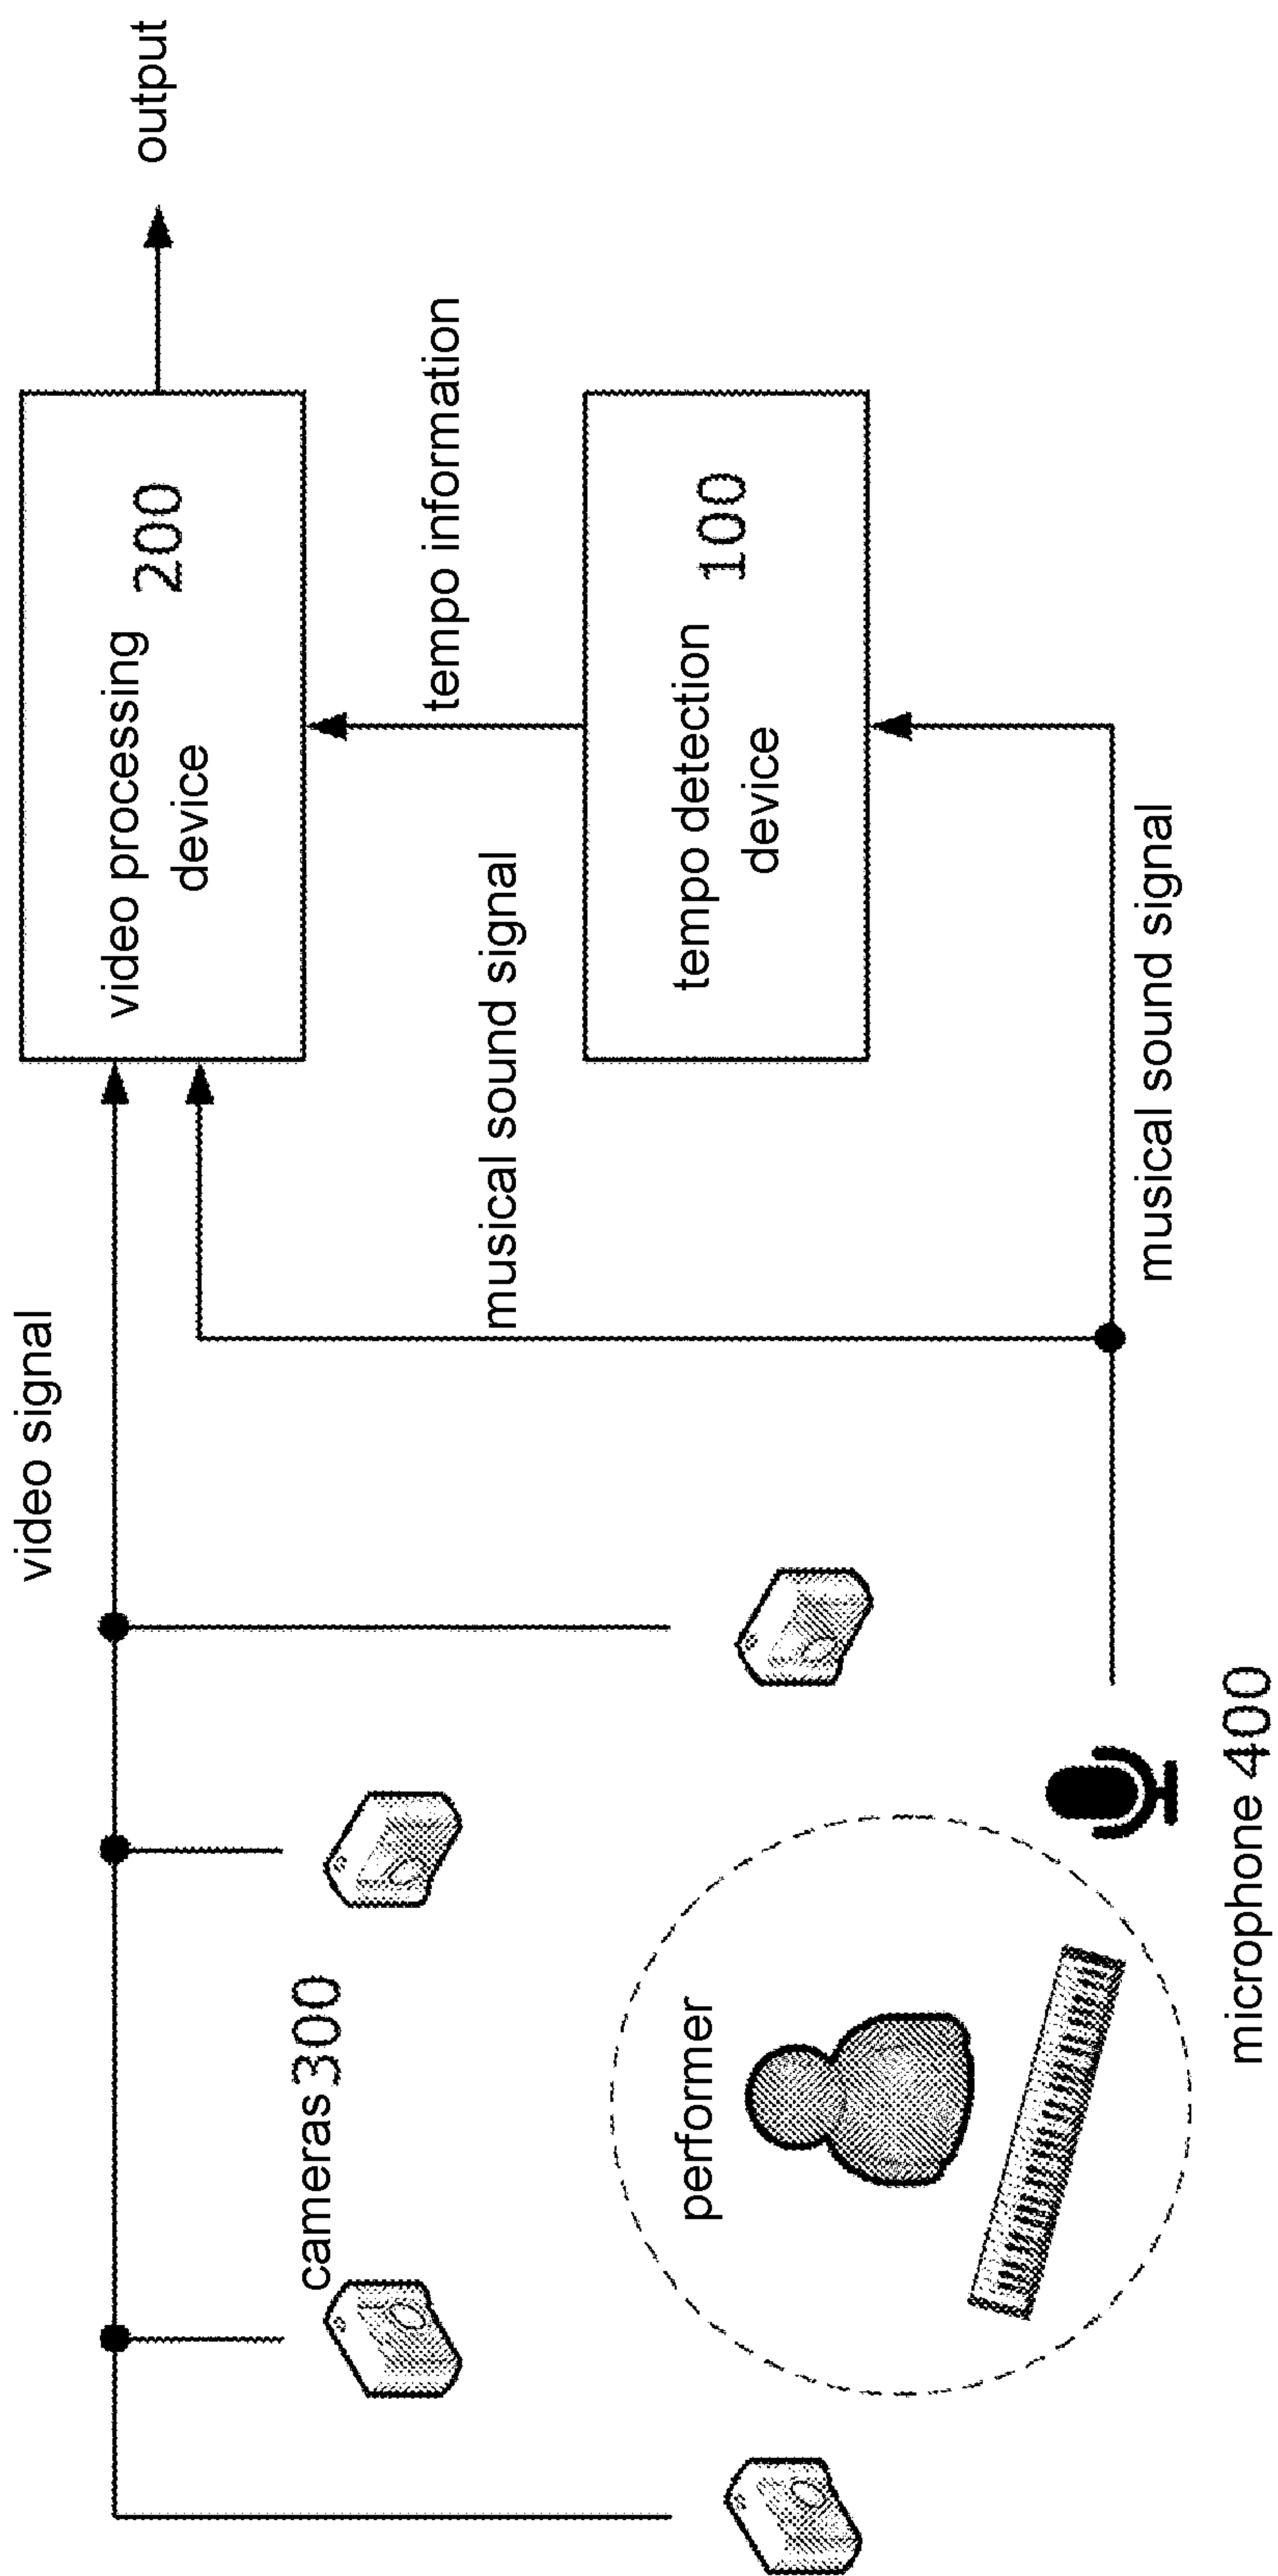 video signal
output
video processing 200
device
cameras 300
tempo information
musical sound signal
performer
tempo detection 100
device
musical sound signal
microphone 400